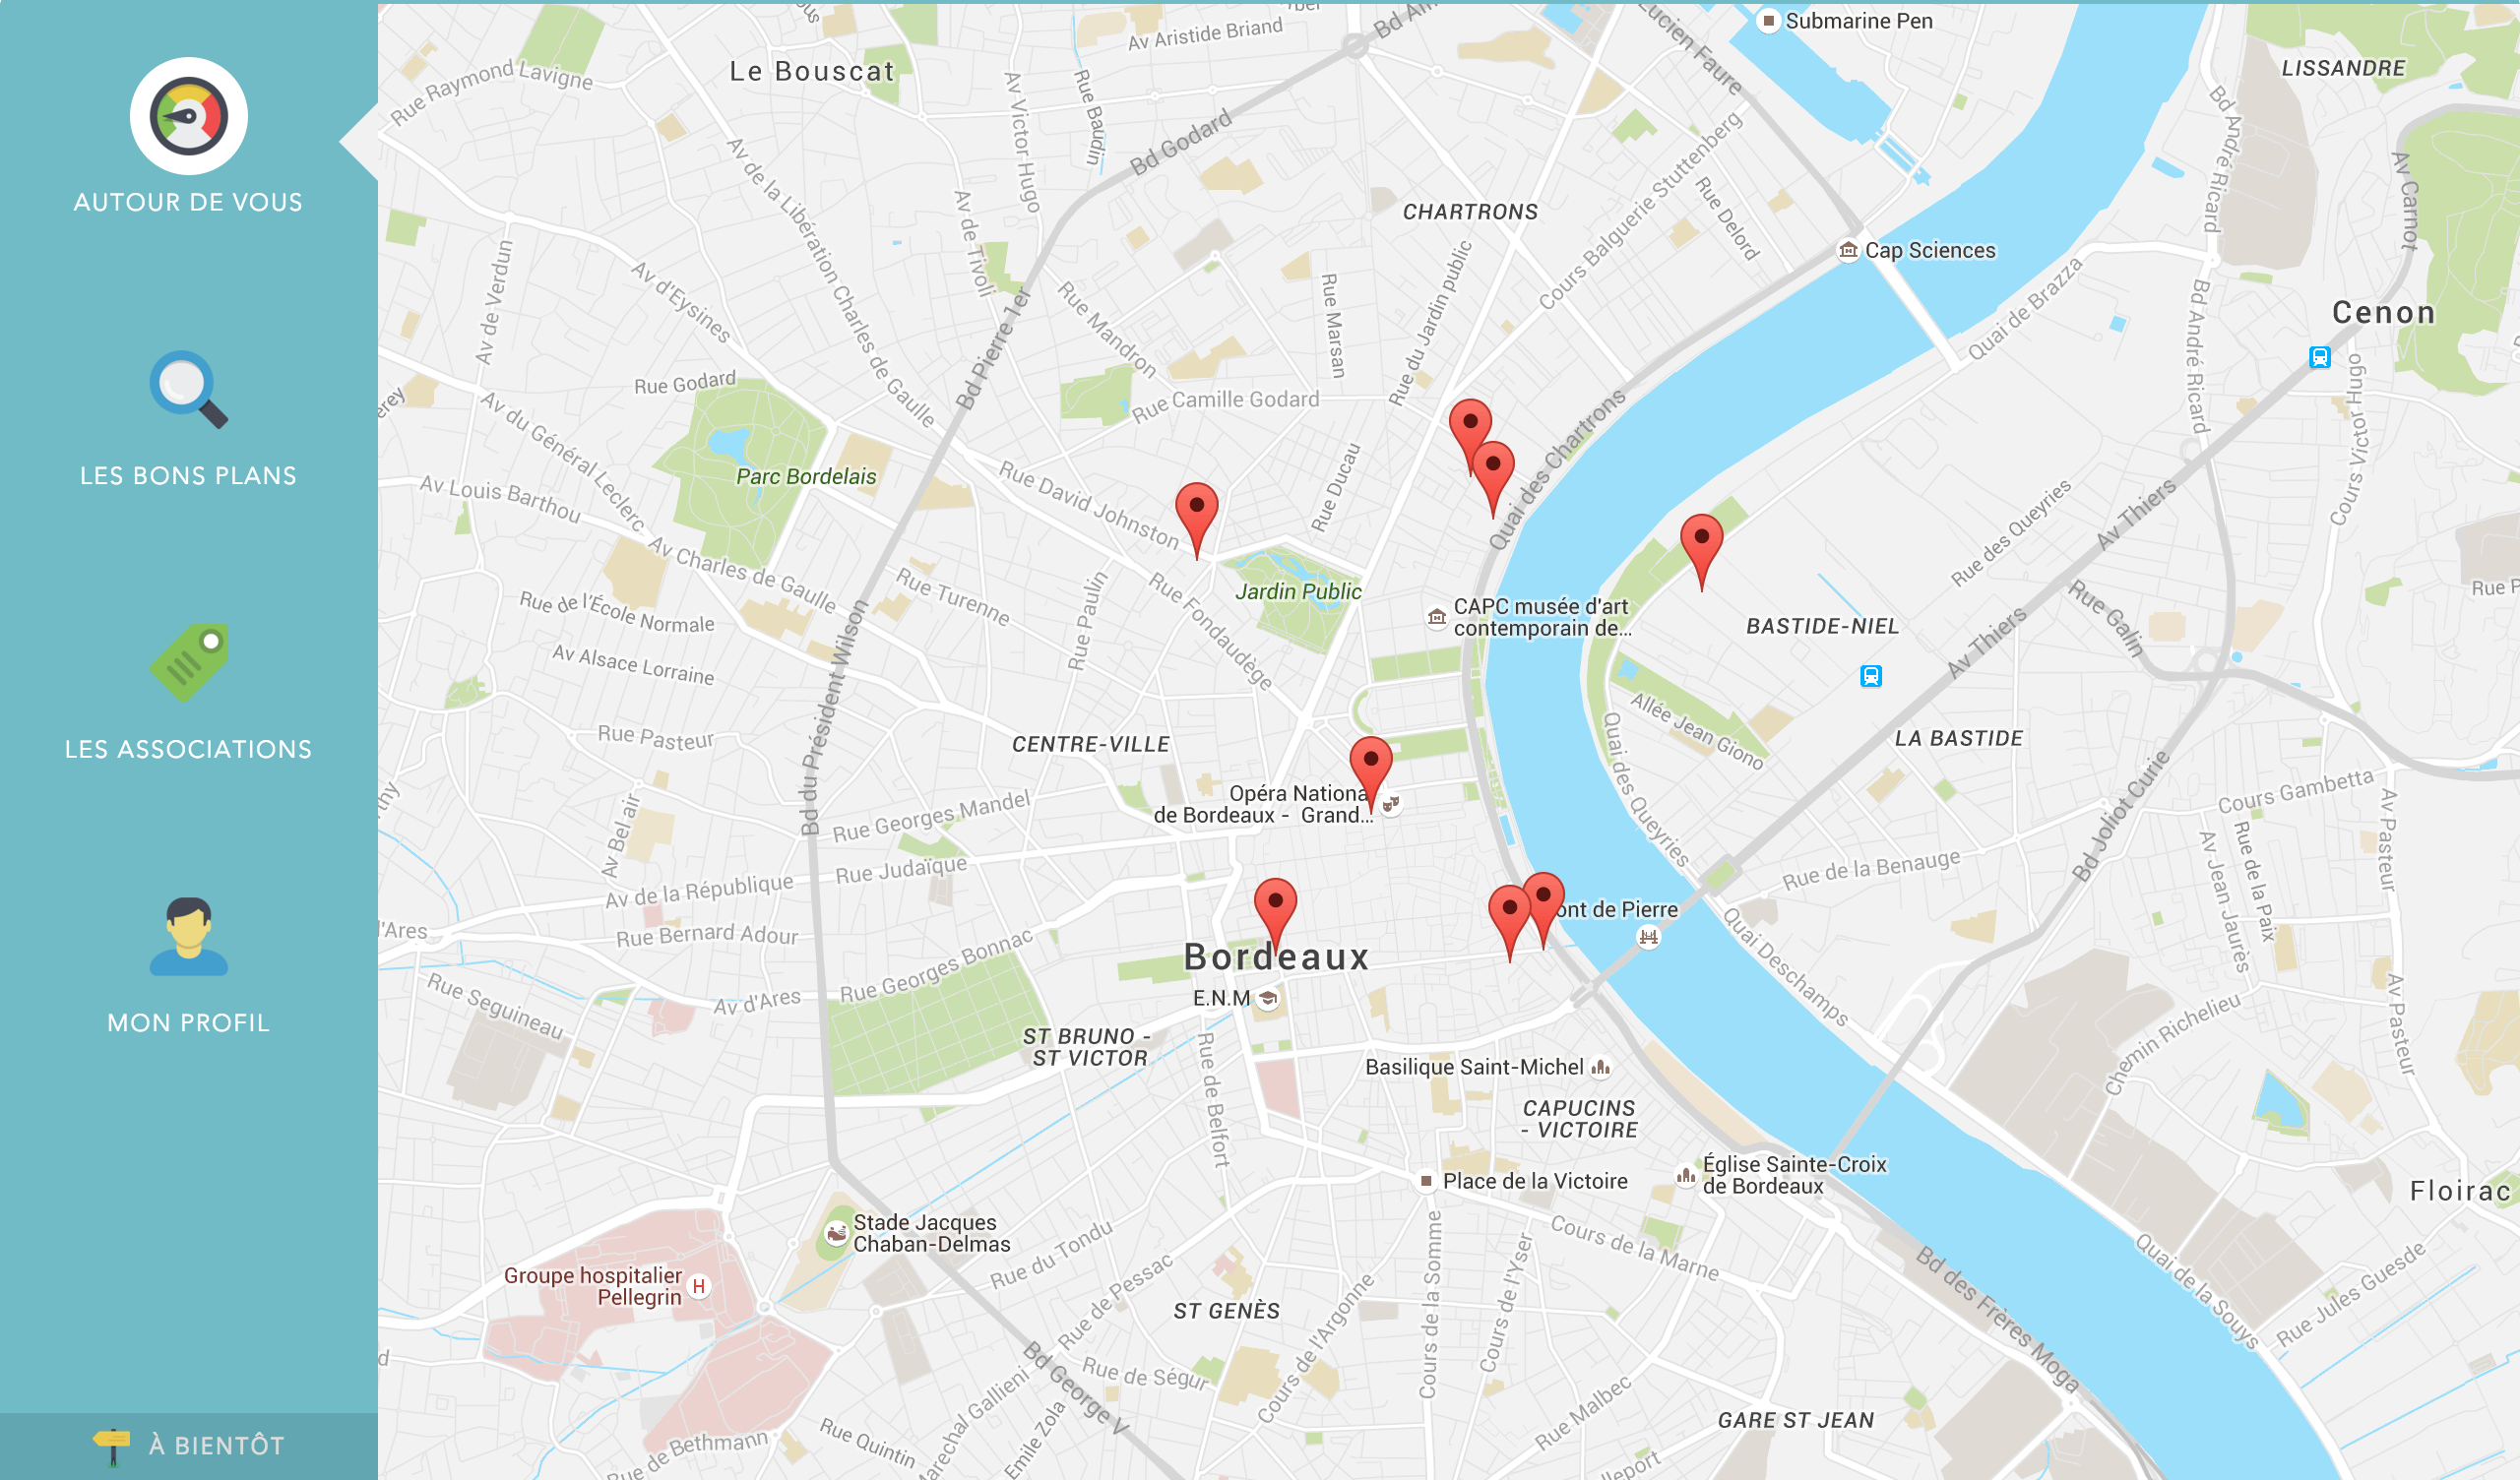 AUTOUR DE VOUS
LES BONS PLANS
LES ASSOCIATIONS
MON PROFIL
À BIENTÔT
Submarine Pen
Av Aristide Briand
Lucien Faure
LISSANDRE
Le Bouscat
Rue Raymond Lavigne
Av Victor Hugo
Rue Baudin
Bd Godard
Bd André Ricard
Av Carnot
Av de la Libération Charles de Gaulle
Av de Tivoli
CHARTRONS
Cours Balguerie Stuttenberg
Rue Delord
Cap Sciences
Av de Verdun
Av d'Eysines
Bd Pierre 1er
Rue Mandron
Rue Marsan
Rue du Jardin public
Quai de Brazza
Bd André Ricard
Cenon
Rue Godard
Rue Camille Godard
Cours Victor Hugo
Av du Général Leclerc
Av Louis Barthou
Parc Bordelais
Rue David Johnston
Rue Ducau
Quai des Chartrons
Av Thiers
Rue des Queyries
Av Charles de Gaulle
Rue Turenne
Rue Paulin
Rue Fondaudège
Jardin Public
CAPC musée d'art
contemporain de...
BASTIDE-NIEL
Av Thiers
Rue Galin
Rue de l'École Normale
Av Alsace Lorraine
Bd du Président Wilson
Rue Pasteur
CENTRE-VILLE
Allée Jean Giono
Quai des Queyries
LA BASTIDE
Bd Joliot Curie
Cours Gambetta
Av Pasteur
Opéra Nationa
de Bordeaux - Grand...
Rue Georges Mandel
Rue Judaïque
Av Bel air
Av de la République
Rue de la Benauge
Av Jean Jaurès
Rue de la Paix
ont de Pierre
Rue Bernard Adour
Rue Georges Bonnac
Bordeaux
Quai Deschamps
Rue Seguineau
Av d'Ares
E.N.M
Chemin Richelieu
Av Pasteur
ST BRUNO -
ST VICTOR
Rue de Belfort
Basilique Saint-Michel
CAPUCINS
- VICTOIRE
Place de la Victoire
Église Sainte-Croix
de Bordeaux
Floirac
Stade Jacques
Chaban-Delmas
Rue du Tondu
Rue de Pessac
Cours de la Somme
Cours de l'Yser
Cours de la Marne
Groupe hospitalier
Pellegrin
H
ST GENÈS
Cours de l'Argonne
Bd des Frères Moga
Quai de la Souys
Rue Jules Guesde
Bd George V
Rue de Ségur
Rue Malbec
GARE ST JEAN
Rue Quintin
Emile Zola
Rue de Bethmann